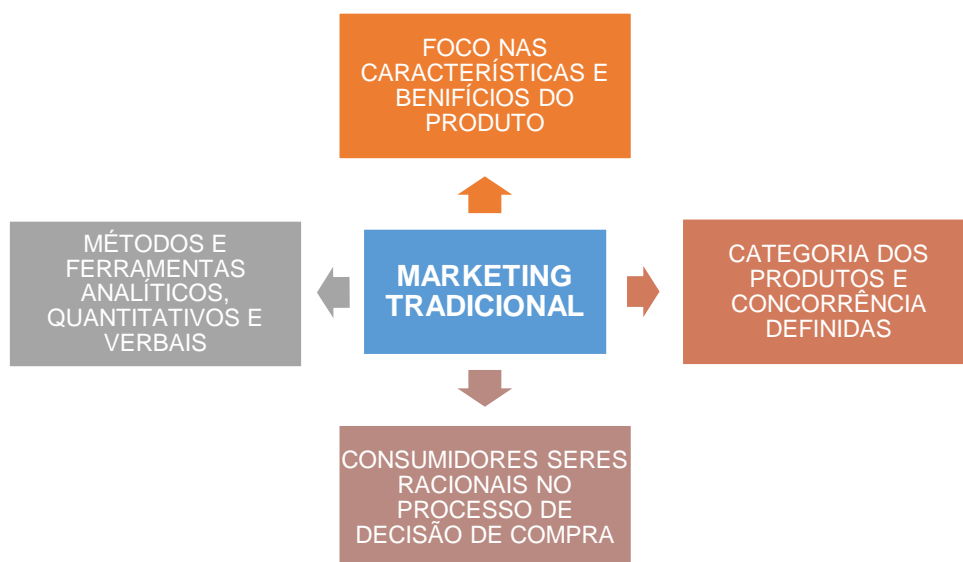 FOCO NAS
CARACTERÍSTICAS E
BENIFÍCIOS DO
PRODUTO
MÉTODOS E
FERRAMENTAS
ANALÍTICOS,
QUANTITATIVOS E
VERBAIS
MARKETING
TRADICIONAL
CATEGORIA DOS
PRODUTOS E
CONCORRÊNCIA
DEFINIDAS
CONSUMIDORES SERES
RACIONAIS NO
PROCESSO DE
DECISÃO DE COMPRA